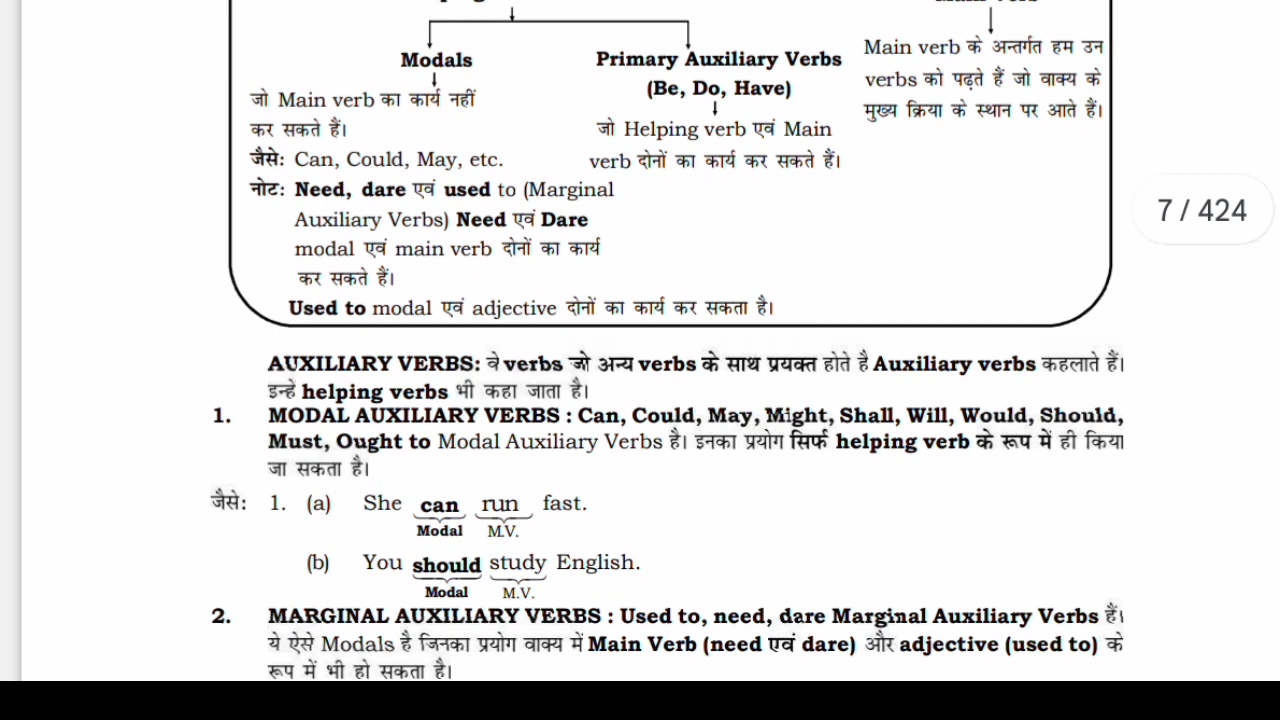 Modals
Primary Auxiliary Verbs
(Be, Do, Have)
Main verb के अन्तर्गत हम उन
verbs को पढ़ते हैं जो वाक्य के
मुख्य क्रिया के स्थान पर आते हैं।
जो Main verb का कार्य नहीं
कर सकते हैं।
जैसे: Can, Could, May, etc.
जो Helping verb एवं Main
verb दोनों का कार्य कर सकते हैं।
नोट: Need, dare एवं used to (Marginal
Auxiliary Verbs) Need एवं Dare
modal एवं main verb दोनों का कार्य
कर सकते हैं।
Used to modal एवं adjective दोनों का कार्य कर सकता है।
7 / 424
AUXILIARY VERBS: वे verbs जो अन्य verbs के साथ प्रयक्त होते है Auxiliary verbs कहलाते हैं।
इन्हे helping verbs भी कहा जाता है।
1. MODAL AUXILIARY VERBS : Can, Could, May, Might, Shall, Will, Would, Should,
Must, Ought to Modal Auxiliary Verbs है। इनका प्रयोग सिर्फ helping verb के रूप में ही किया
जा सकता है।
जैसे: 1. (a) She can run fast.
Modal M.V.
(b) You should study English.
Modal M.V.
2. MARGINAL AUXILIARY VERBS : Used to, need, dare Marginal Auxiliary Verbs हैं।
ये ऐसे Modals है जिनका प्रयोग वाक्य में Main Verb (need एवं dare) और adjective (used to) के
रूप में भी हो सकता है।